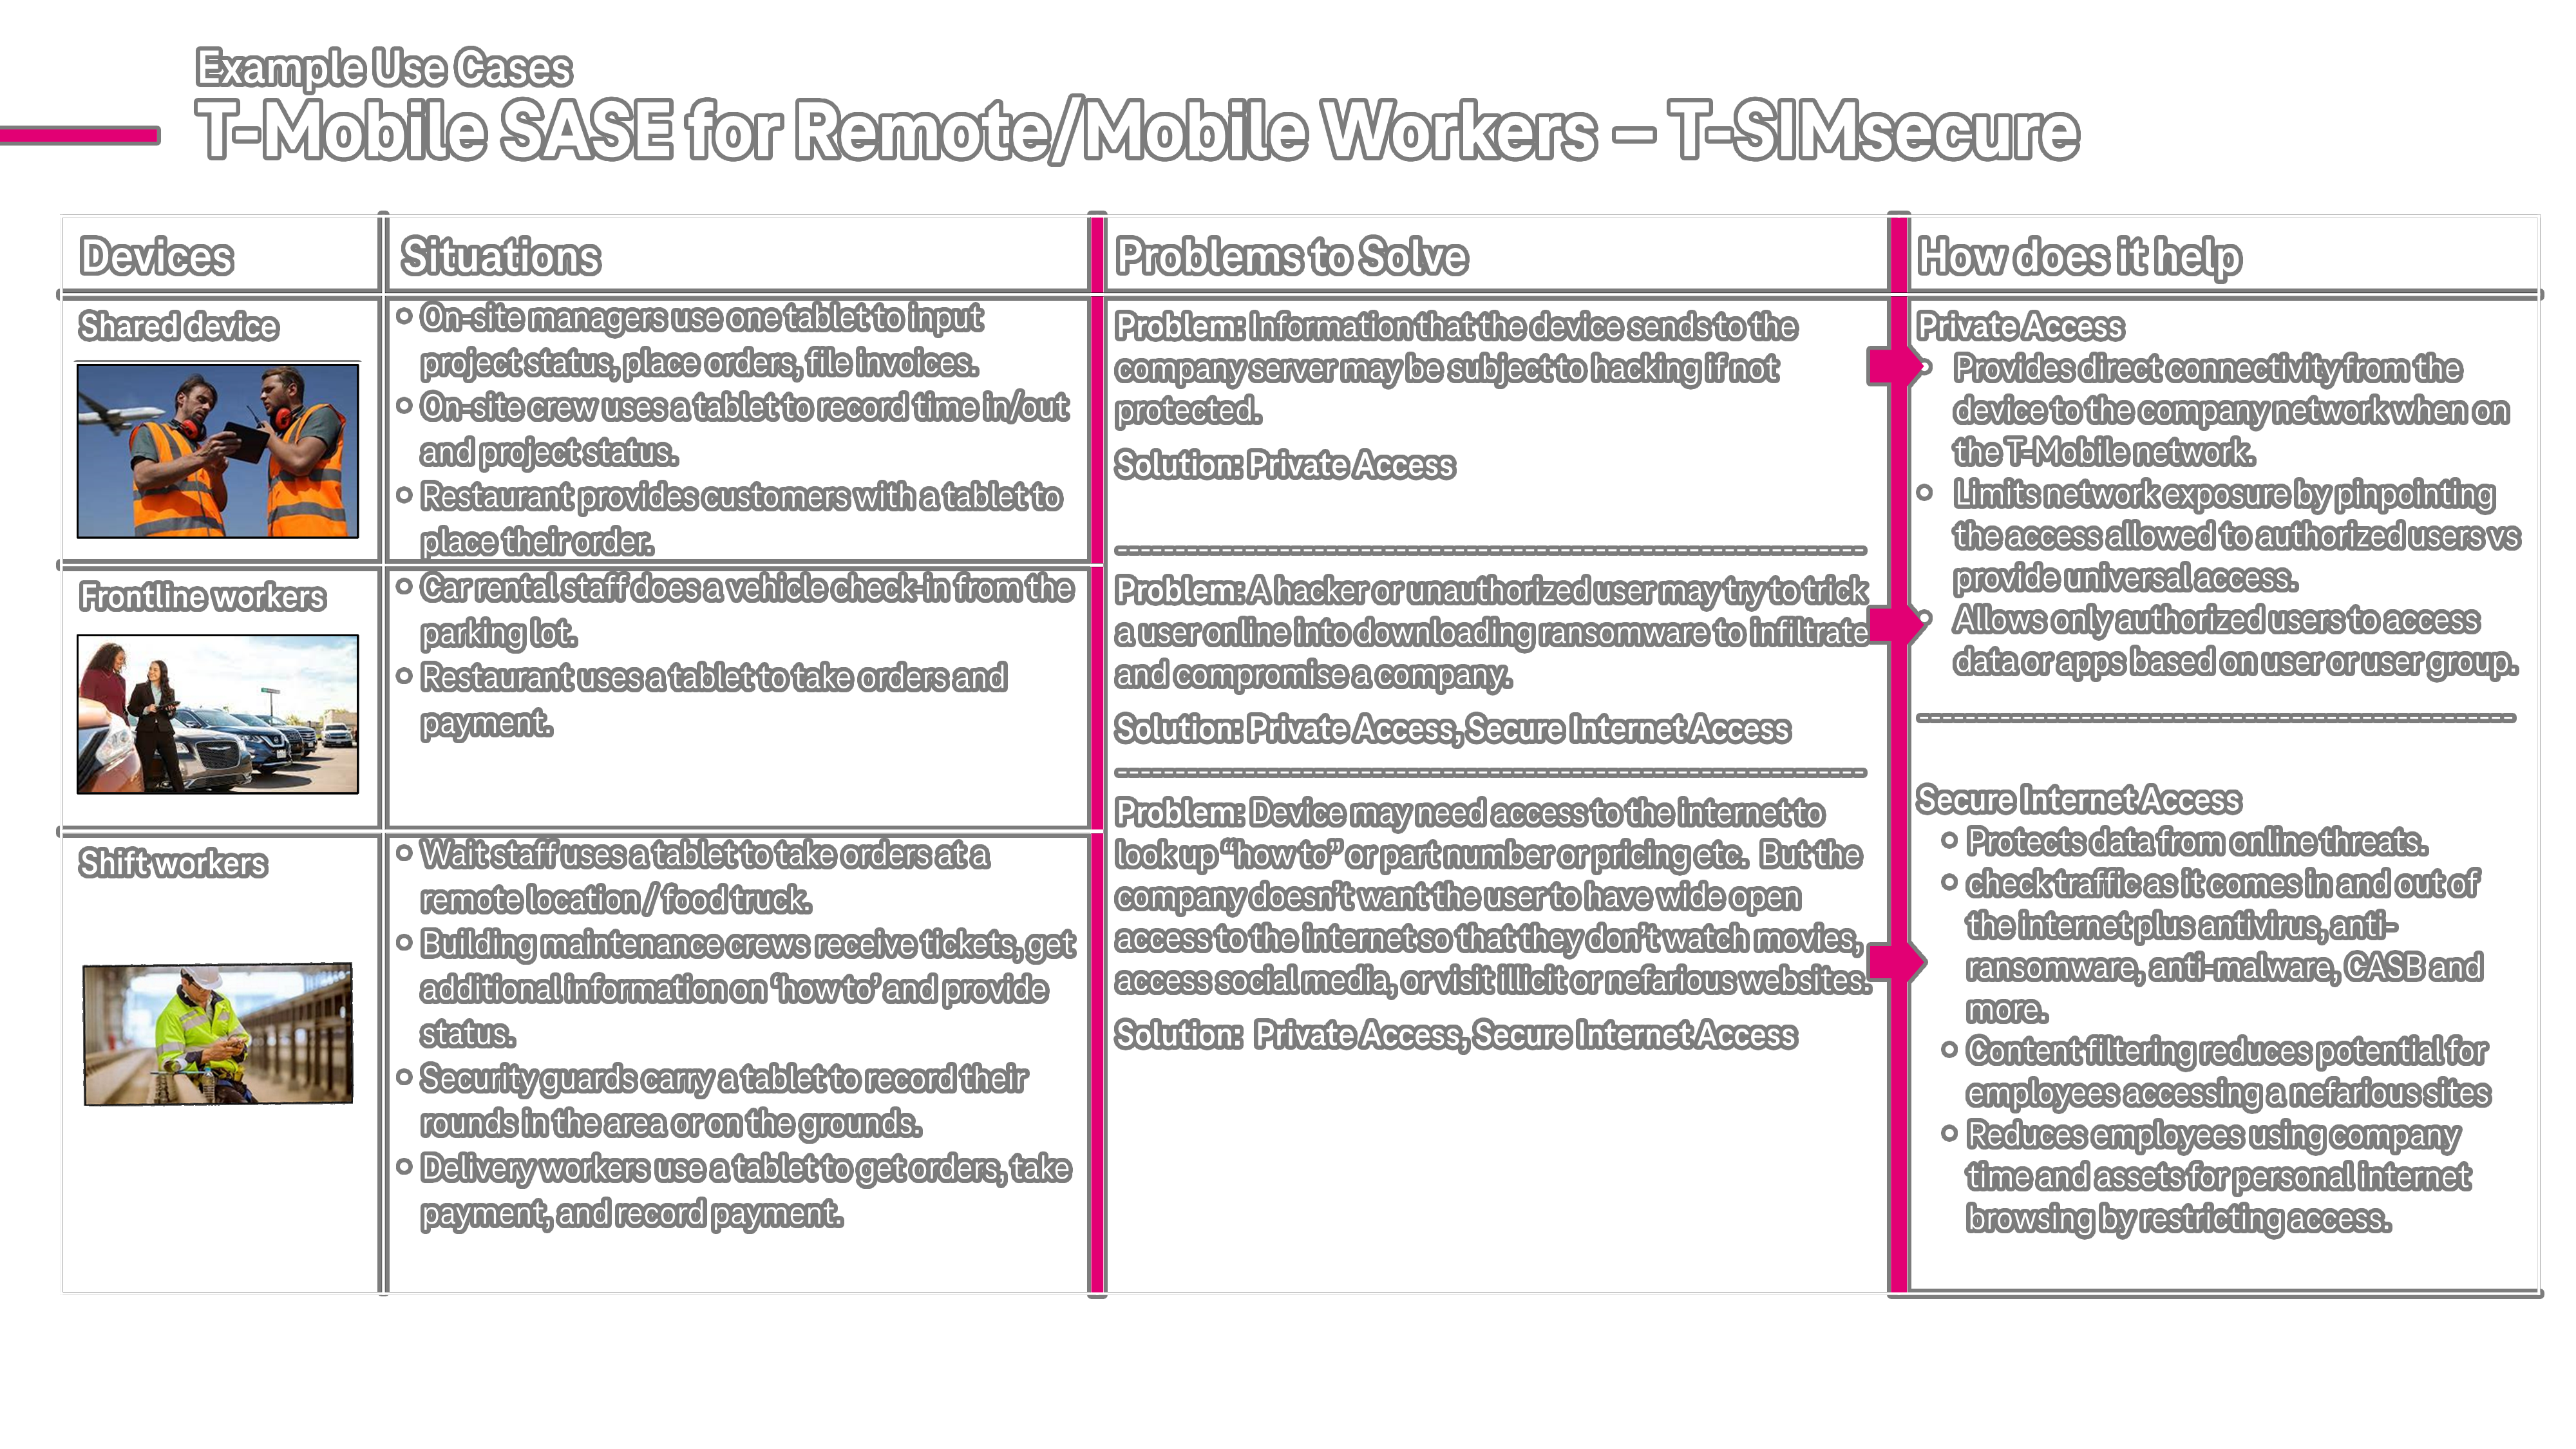 Example Use Cases
T-Mobile SASE for Remote/Mobile Workers – T-SIMsecure
Devices
Situations
Problems to Solve
How does it help
Shared device
○ On-site managers use one tablet to input
project status, place orders, file invoices.
○ On-site crew uses a tablet to record time in/out
and project status.
○ Restaurant provides customers with a tablet to
place their order.
Frontline workers
○ Car rental staff does a vehicle check-in from the
parking lot.
○ Restaurant uses a tablet to take orders and
payment.
Shift workers
○ Wait staff uses a tablet to take orders at a
remote location / food truck.
○ Building maintenance crews receive tickets, get
additional information on ‘how to’ and provide
status.
○ Security guards carry a tablet to record their
rounds in the area or on the grounds.
○ Delivery workers use a tablet to get orders, take
payment, and record payment.
Problem: Information that the device sends to the
company server may be subject to hacking if not
protected.
Solution: Private Access
Problem: A hacker or unauthorized user may try to trick
a user online into downloading ransomware to infiltrate
and compromise a company.
Solution: Private Access, Secure Internet Access
Problem: Device may need access to the internet to
look up “how to” or part number or pricing etc.  But the
company doesn’t want the user to have wide open
access to the internet so that they don’t watch movies,
access social media, or visit illicit or nefarious websites.
Solution:  Private Access, Secure Internet Access
Private Access
○ Provides direct connectivity from the
device to the company network when on
the T-Mobile network.
○ Limits network exposure by pinpointing
the access allowed to authorized users vs
provide universal access.
○ Allows only authorized users to access
data or apps based on user or user group.
Secure Internet Access
○ Protects data from online threats.
○ check traffic as it comes in and out of
the internet plus antivirus, anti-
ransomware, anti-malware, CASB and
more.
○ Content filtering reduces potential for
employees accessing a nefarious sites
○ Reduces employees using company
time and assets for personal internet
browsing by restricting access.